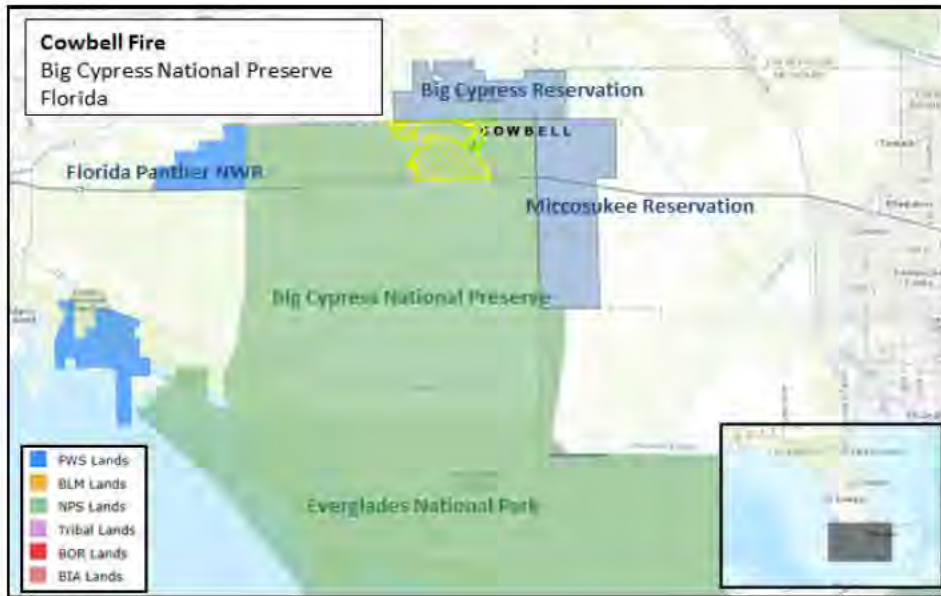 Cowbell Fire
Big Cypress National Preserve
Florida
Big Cypress Reservation
COWBELL
Florida Panther NWR
Miccosukee Reservation
Big Cypress National Preserve
FWS Lands
BLM Lands
NPS Lands
Tribal Lands
BOR Lands
BIA Lands
Everglades National Park